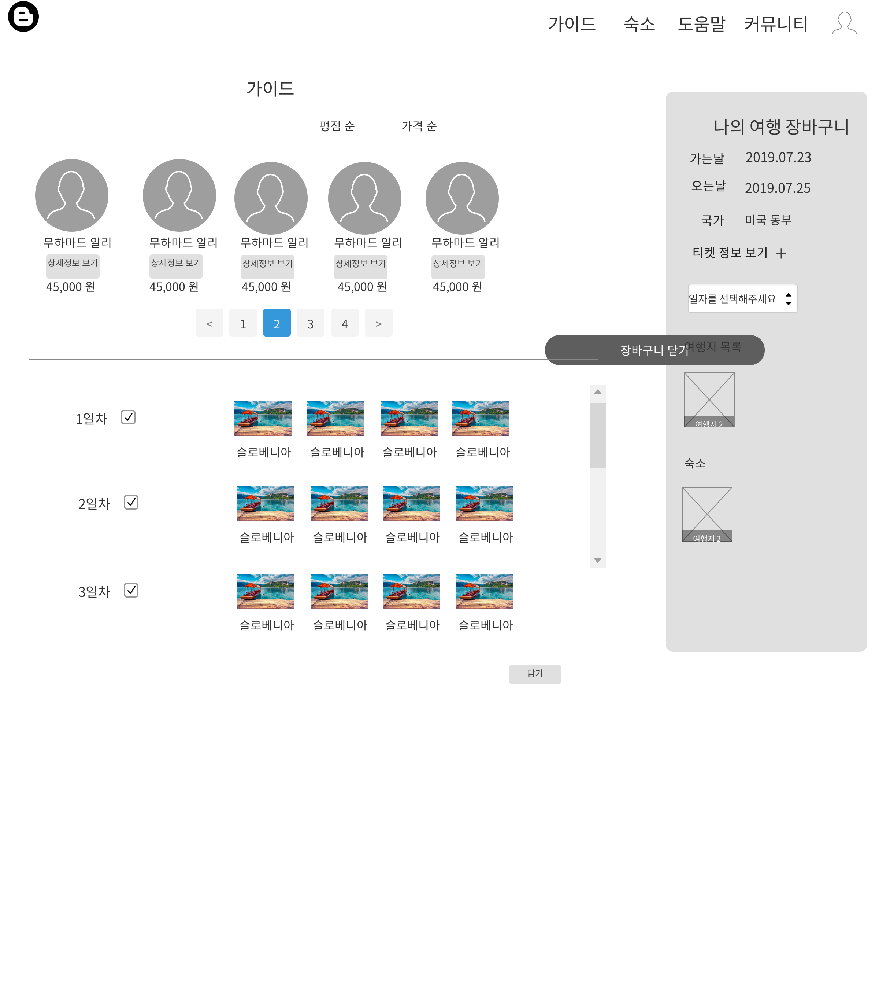 가이드 숙소 도움말 커뮤니티
가이드
평점 순 가격 순
무하마드 알리 무하마드 알리 무하마드 알리 무하마드 알리 무하마드 알리
상세정보 보기 상세정보 보기 상세정보 보기 상세정보 보기 상세정보 보기
45,000 원 45,000 원 45,000 원 45,000 원 45,000 원
< 1 2 3 4 >
1일차
슬로베니아 슬로베니아 슬로베니아 슬로베니아
2일차
슬로베니아 슬로베니아 슬로베니아 슬로베니아
3일차
슬로베니아 슬로베니아 슬로베니아 슬로베니아
담기
나의 여행 장바구니
가는날 2019.07.23
오는날 2019.07.25
국가 미국 동부
티켓 정보 보기 +
일자를 선택해주세요
장바구니 닫기
여행지 목록
여행지 2
숙소
여행지 2